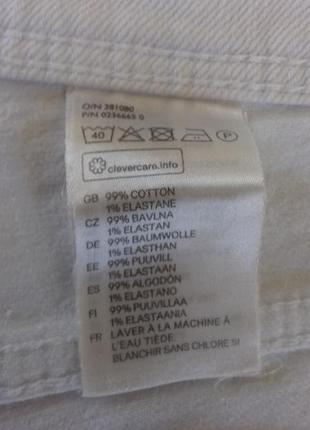 O/N 381080
P/N 0236665 0
40 P
clevercare.info
GB 99% COTTON
1% ELASTANE
CZ 99% BAVLNA
1% ELASTAN
DE 99% BAUMWOLLE
1% ELASTHAN
EE 99% PUUVILL
1% ELASTAAN
ES 99% ALGODÓN
1% ELASTANO
FI 99% PUUVILLAA
1% ELASTAANIA
FR LAVER À LA MACHINE À
L'EAU TIÈDE.
BLANCHIR SANS CHLORE SI